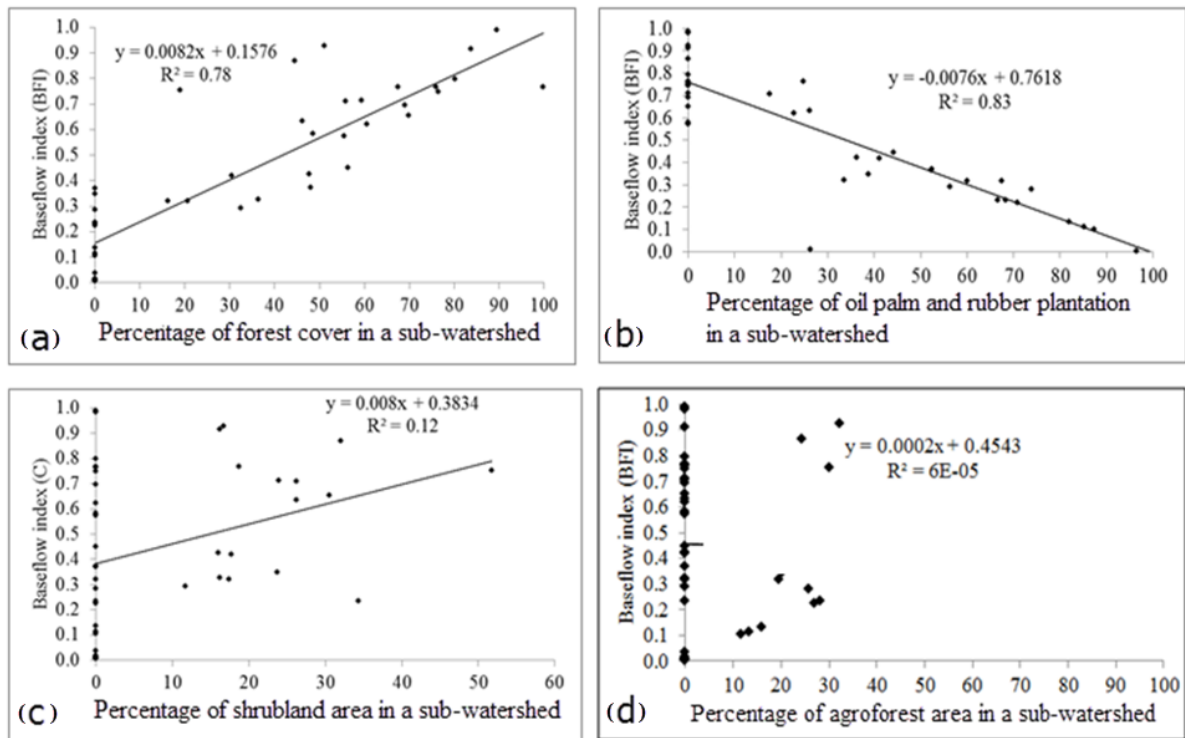 (a)
Baseflow index (BFI)
y = 0.0082x + 0.1576
R² = 0.78
1.0
0.9
0.8
0.7
0.6
0.5
0.4
0.3
0.2
0.1
0.0
0 10 20 30 40 50 60 70 80 90 100
Percentage of forest cover in a sub-watershed
(b)
Baseflow index (BFI)
y = -0.0076x + 0.7618
R² = 0.83
1.0
0.9
0.8
0.7
0.6
0.5
0.4
0.3
0.2
0.1
0.0
0 10 20 30 40 50 60 70 80 90 100
Percentage of oil palm and rubber plantation
in a sub-watershed
(c)
Baseflow index (C)
y = 0.008x + 0.3834
R² = 0.12
1.0
0.9
0.8
0.7
0.6
0.5
0.4
0.3
0.2
0.1
0.0
0 10 20 30 40 50 60
Percentage of shrubland area in a sub-watershed
(d)
Baseflow index (BFI)
y = 0.0002x + 0.4543
R² = 6E-05
1.0
0.9
0.8
0.7
0.6
0.5
0.4
0.3
0.2
0.1
0.0
0 10 20 30 40 50 60 70 80 90 100
Percentage of agroforest area in a sub-watershed